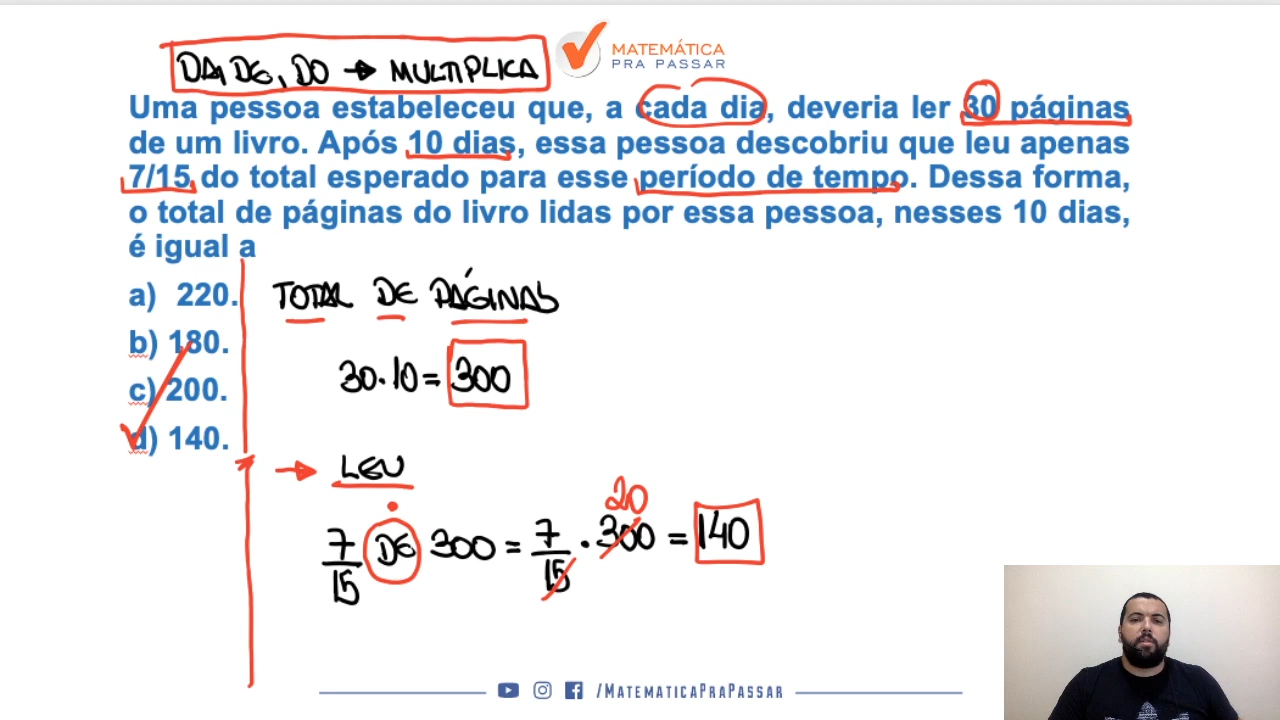 DA, DE, DO → MULTIPLICA
MATEMÁTICA
PRA PASSAR
Uma pessoa estabeleceu que, a cada dia, deveria ler 30 páginas
de um livro. Após 10 dias, essa pessoa descobriu que leu apenas
7/15 do total esperado para esse período de tempo. Dessa forma,
o total de páginas do livro lidas por essa pessoa, nesses 10 dias,
é igual a
a) 220.
b) 180.
c) 200.
d) 140.
TOTAL DE PÁGINAS
30·10=300
→ LEU
20
7/15 DE 300 = 7/15 · 300 = 140
/MATEMATICAPRAPASSAR